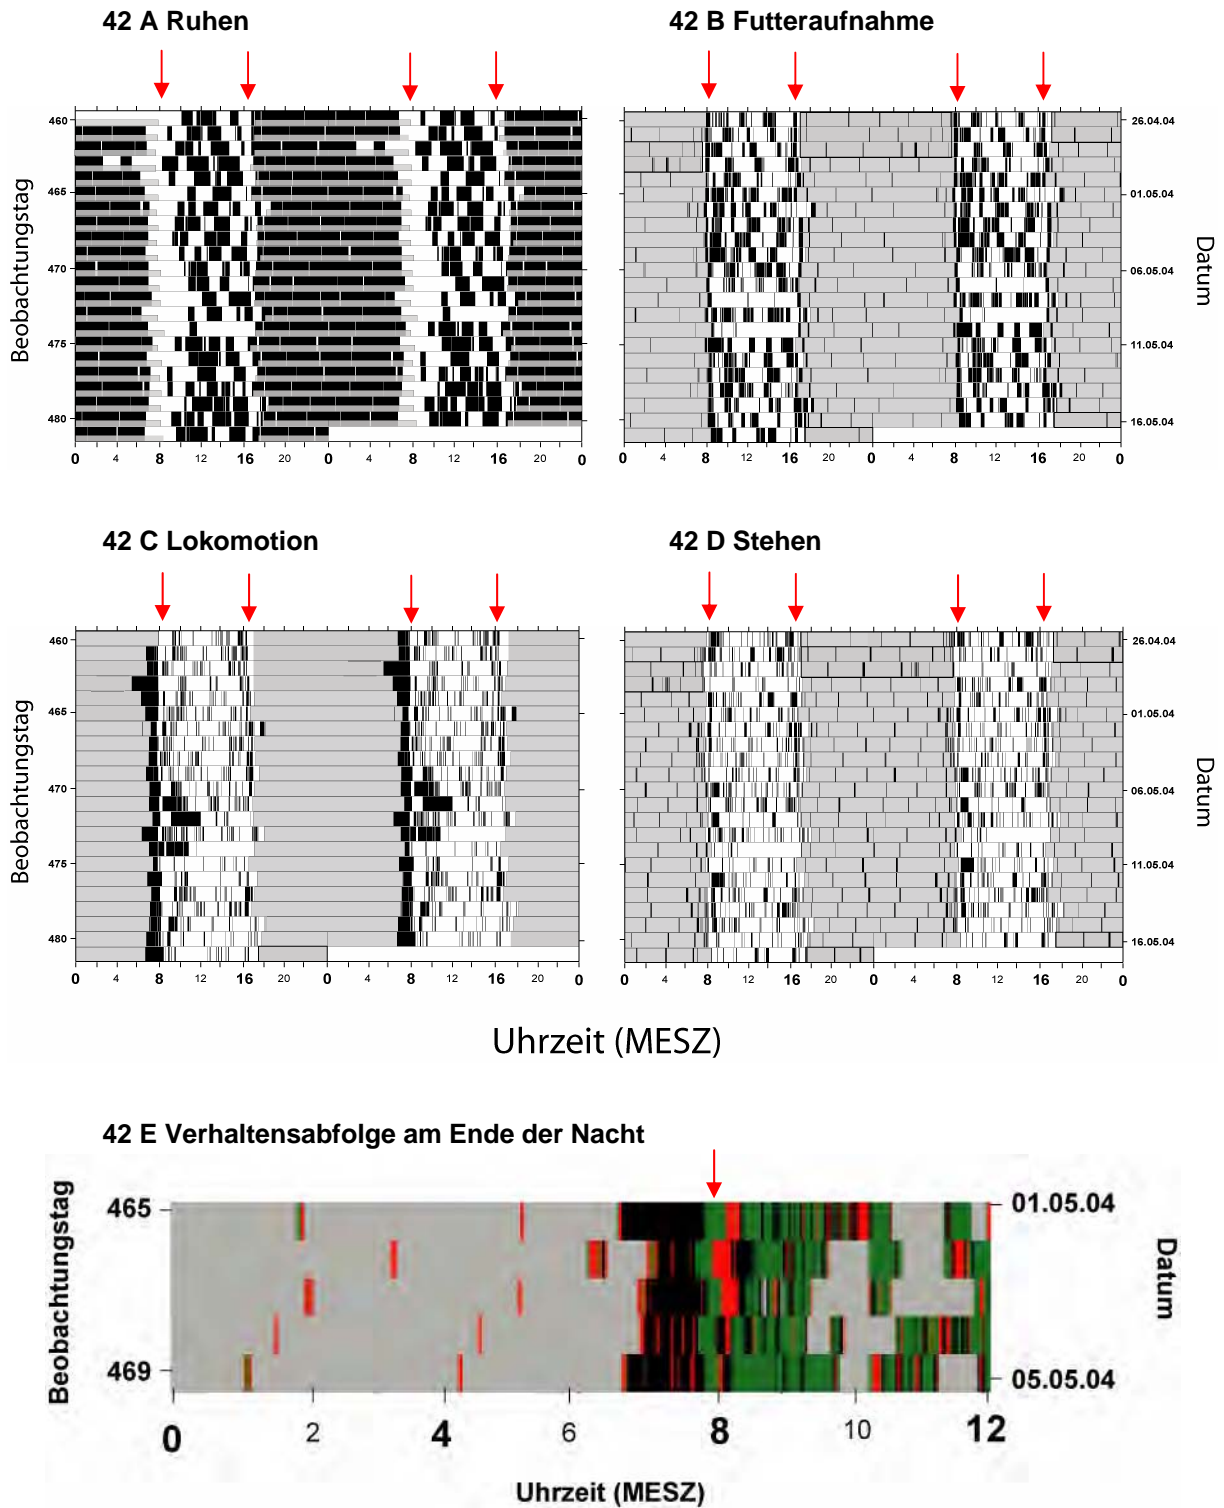 42 A Ruhen
42 B Futteraufnahme
Beobachtungstag
460
465
470
475
480
0 4 8 12 16 20 0 4 8 12 16 20 0
26.04.04
01.05.04
06.05.04
11.05.04
16.05.04
Datum
0 4 8 12 16 20 0 4 8 12 16 20 0
42 C Lokomotion
42 D Stehen
Beobachtungstag
460
465
470
475
480
0 4 8 12 16 20 0 4 8 12 16 20 0
26.04.04
01.05.04
06.05.04
11.05.04
16.05.04
Datum
0 4 8 12 16 20 0 4 8 12 16 20 0
Uhrzeit (MESZ)
42 E Verhaltensabfolge am Ende der Nacht
Beobachtungstag
465
469
01.05.04
05.05.04
Datum
0 2 4 6 8 10 12
Uhrzeit (MESZ)